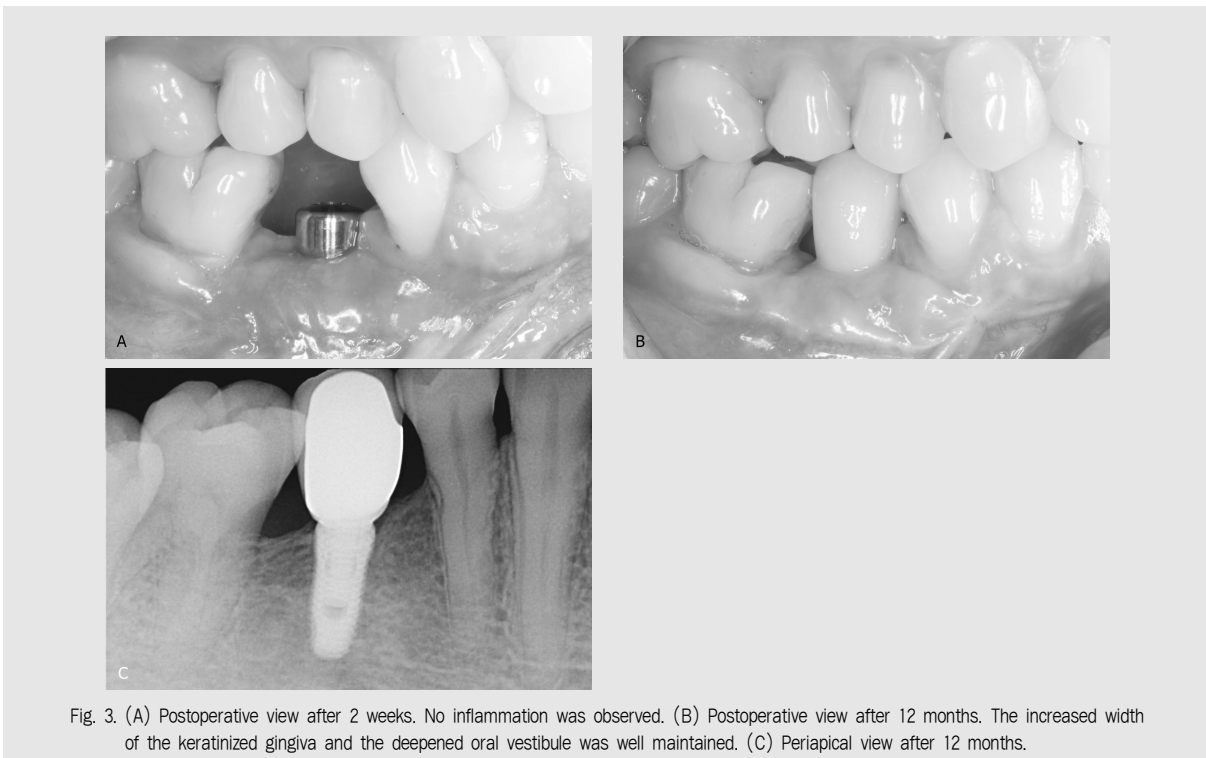 A
B
C
Fig. 3. (A) Postoperative view after 2 weeks. No inflammation was observed. (B) Postoperative view after 12 months. The increased width
of the keratinized gingiva and the deepened oral vestibule was well maintained. (C) Periapical view after 12 months.